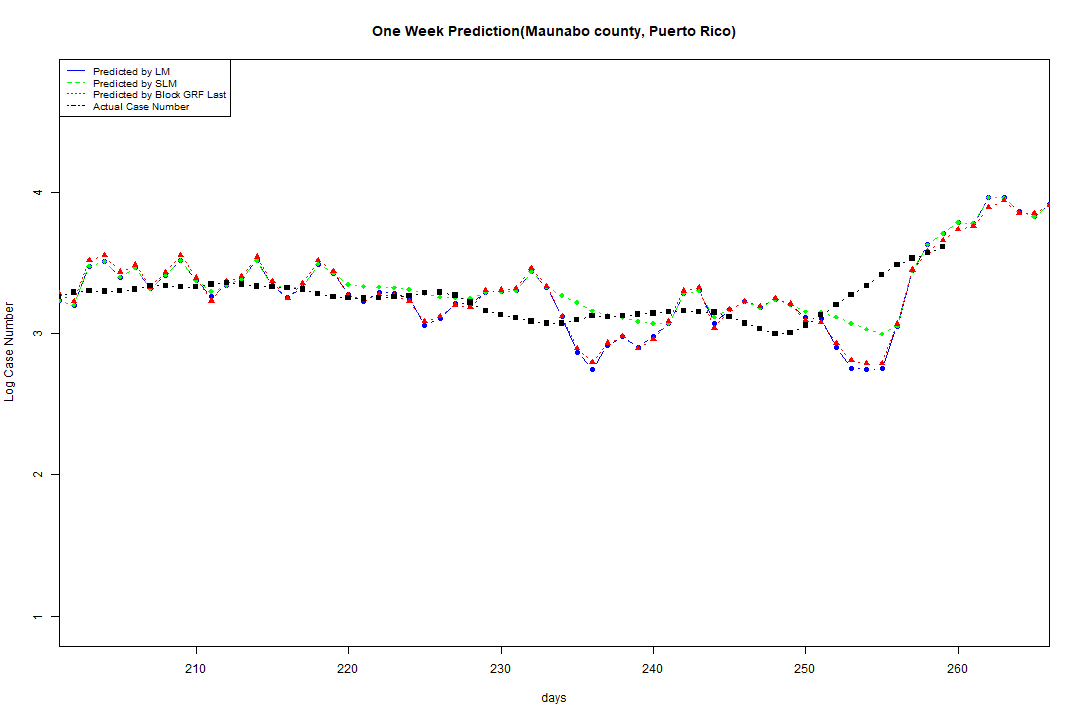 One Week Prediction(Maunabo county, Puerto Rico)
Predicted by LM
Predicted by SLM
Predicted by Block GRF Last
Actual Case Number
4
3
2
1
Log Case Number
210 220 230 240 250 260
days